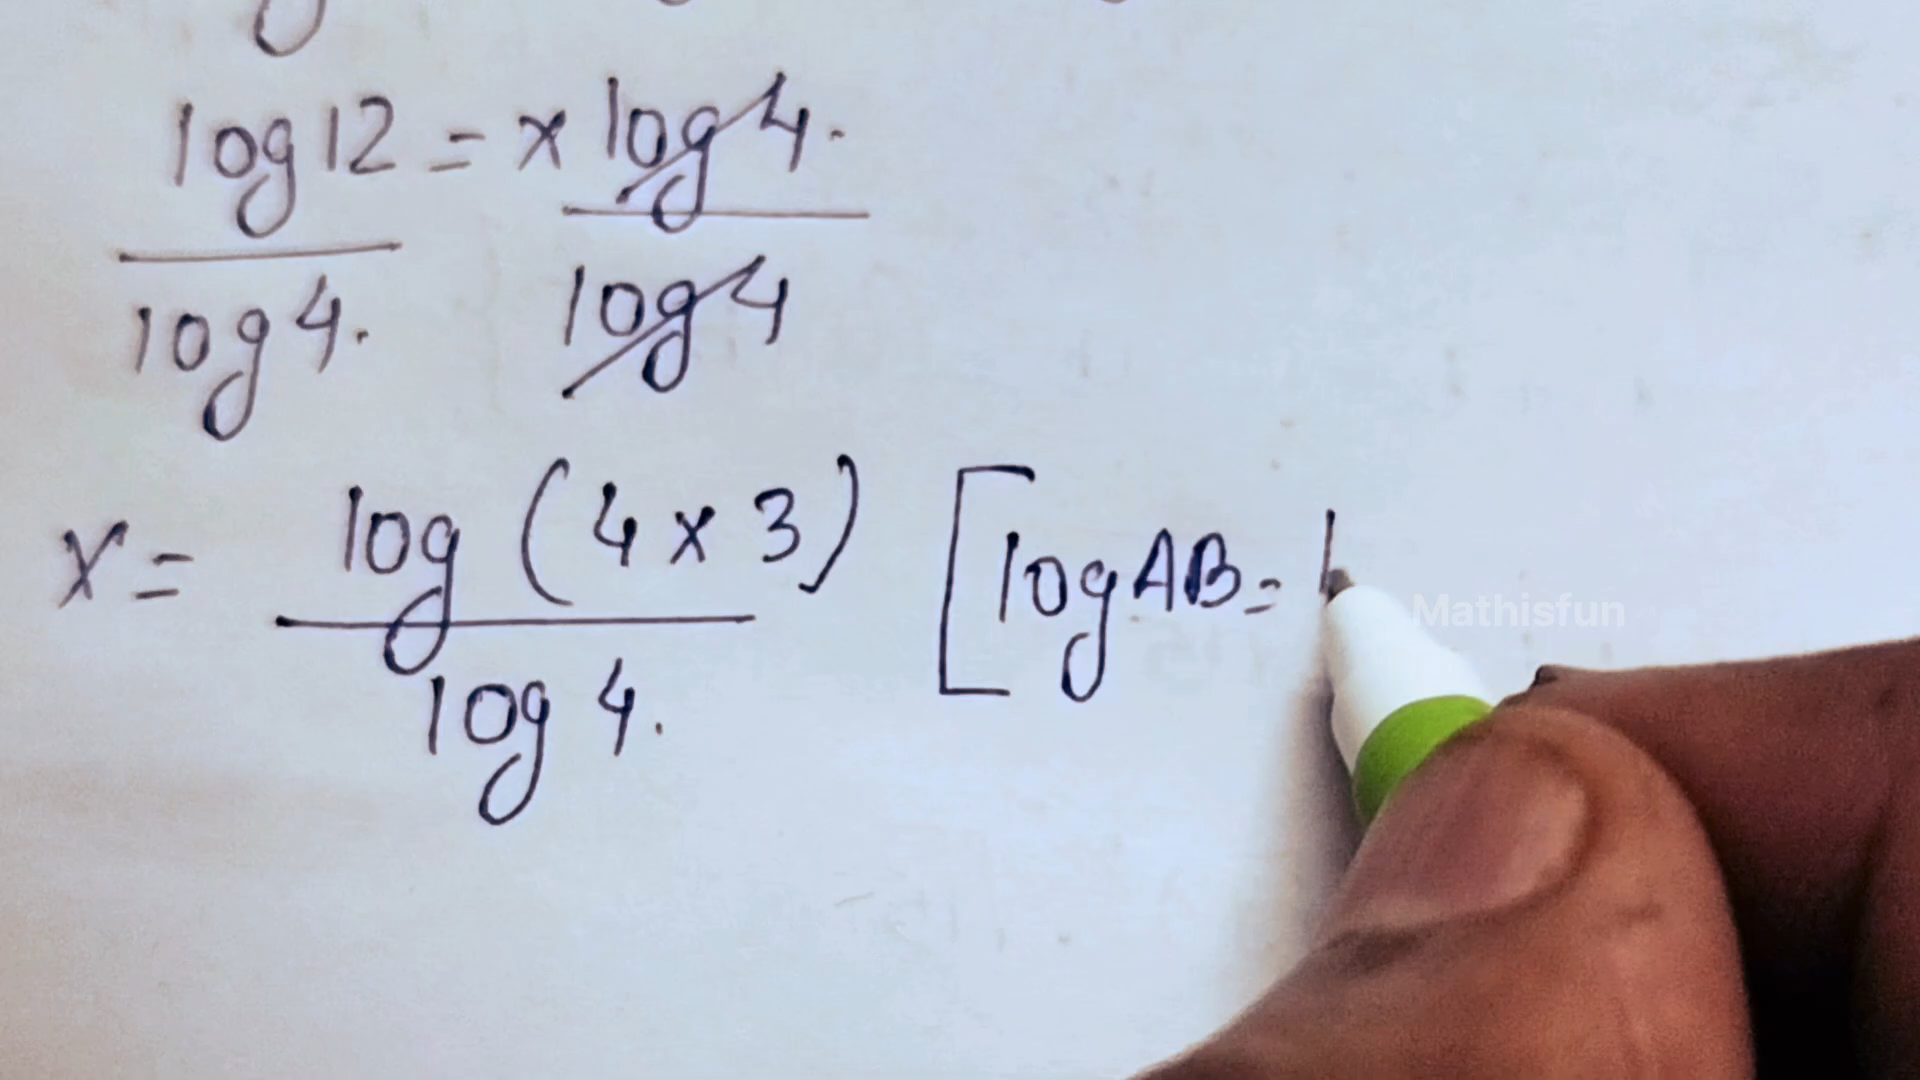 log 12 = x log 4.
log 4. log 4
x = log (4 x 3) [log AB = l
log 4.
Mathisfun